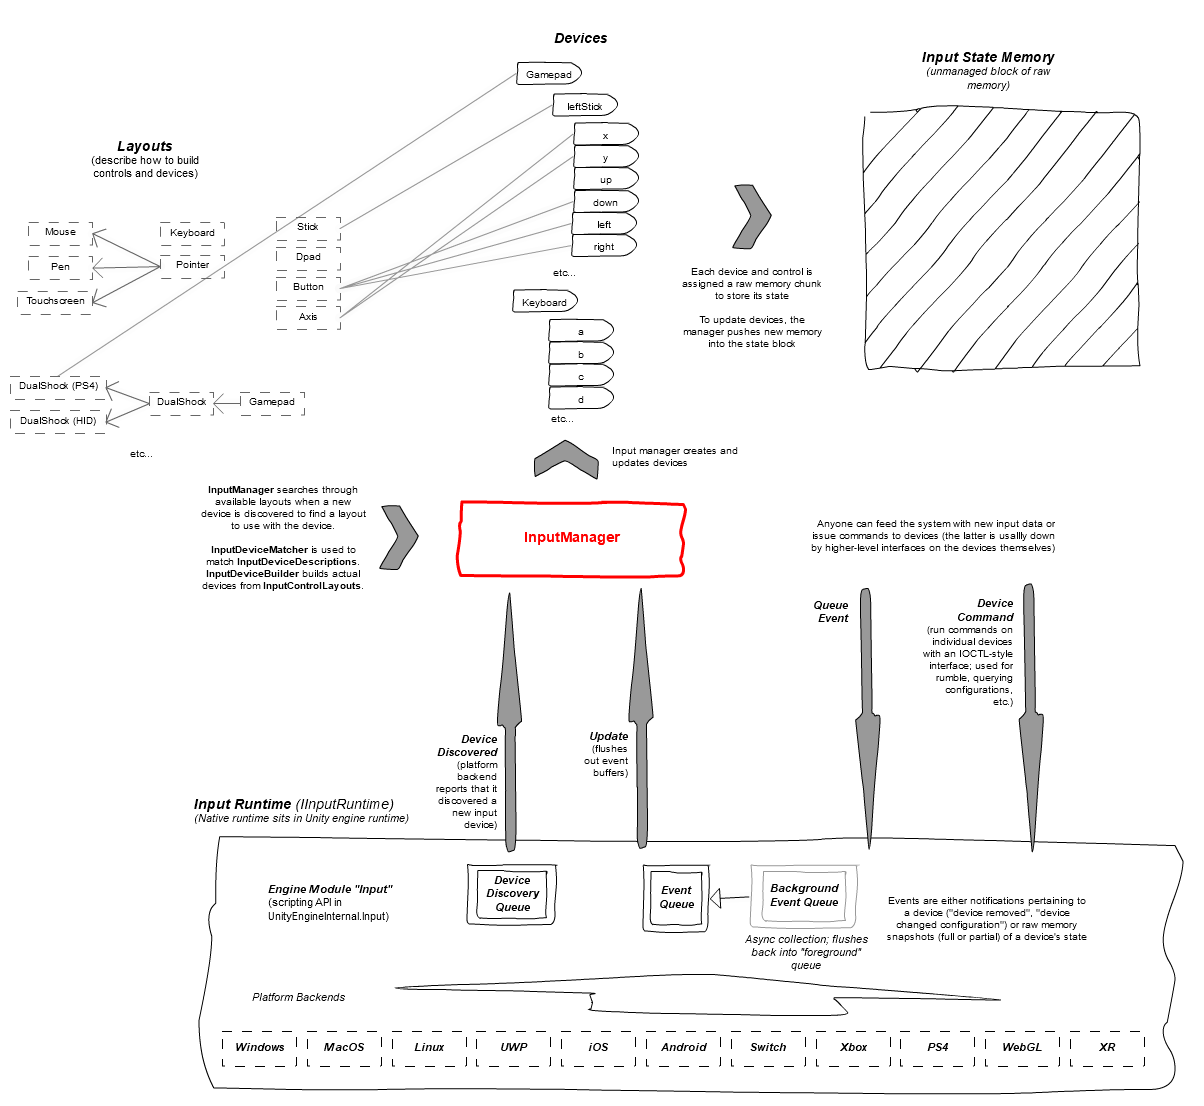 Devices
Gamepad
leftStick
x
y
up
down
left
right
etc...
Keyboard
a
b
c
d
etc...
Input State Memory
(unmanaged block of raw
memory)
Layouts
(describe how to build
controls and devices)
Mouse
Keyboard
Pen
Pointer
Touchscreen
Stick
Dpad
Button
Axis
DualShock (PS4)
DualShock
Gamepad
DualShock (HID)
etc...
Each device and control is
assigned a raw memory chunk
to store its state
To update devices, the
manager pushes new memory
into the state block
Input manager creates and
updates devices
InputManager searches through
available layouts when a new
device is discovered to find a layout
to use with the device.
InputDeviceMatcher is used to
match InputDeviceDescriptions.
InputDeviceBuilder builds actual
devices from InputControlLayouts.
InputManager
Anyone can feed the system with new input data or
issue commands to devices (the latter is usallly down
by higher-level interfaces on the devices themselves)
Queue
Event
Device
Command
(run commands on
individual devices
with an IOCTL-style
interface; used for
rumble, querying
configurations,
etc.)
Device
Discovered
(platform
backend
reports that it
discovered a
new input
device)
Update
(flushes
out event
buffers)
Input Runtime (IInputRuntime)
(Native runtime sits in Unity engine runtime)
Engine Module "Input"
(scripting API in
UnityEngineInternal.Input)
Device
Discovery
Queue
Event
Queue
Background
Event Queue
Async collection; flushes
back into "foreground"
queue
Events are either notifications pertaining to
a device ("device removed", "device
changed configuration") or raw memory
snapshots (full or partial) of a device's state
Platform Backends
Windows
MacOS
Linux
UWP
iOS
Android
Switch
Xbox
PS4
WebGL
XR